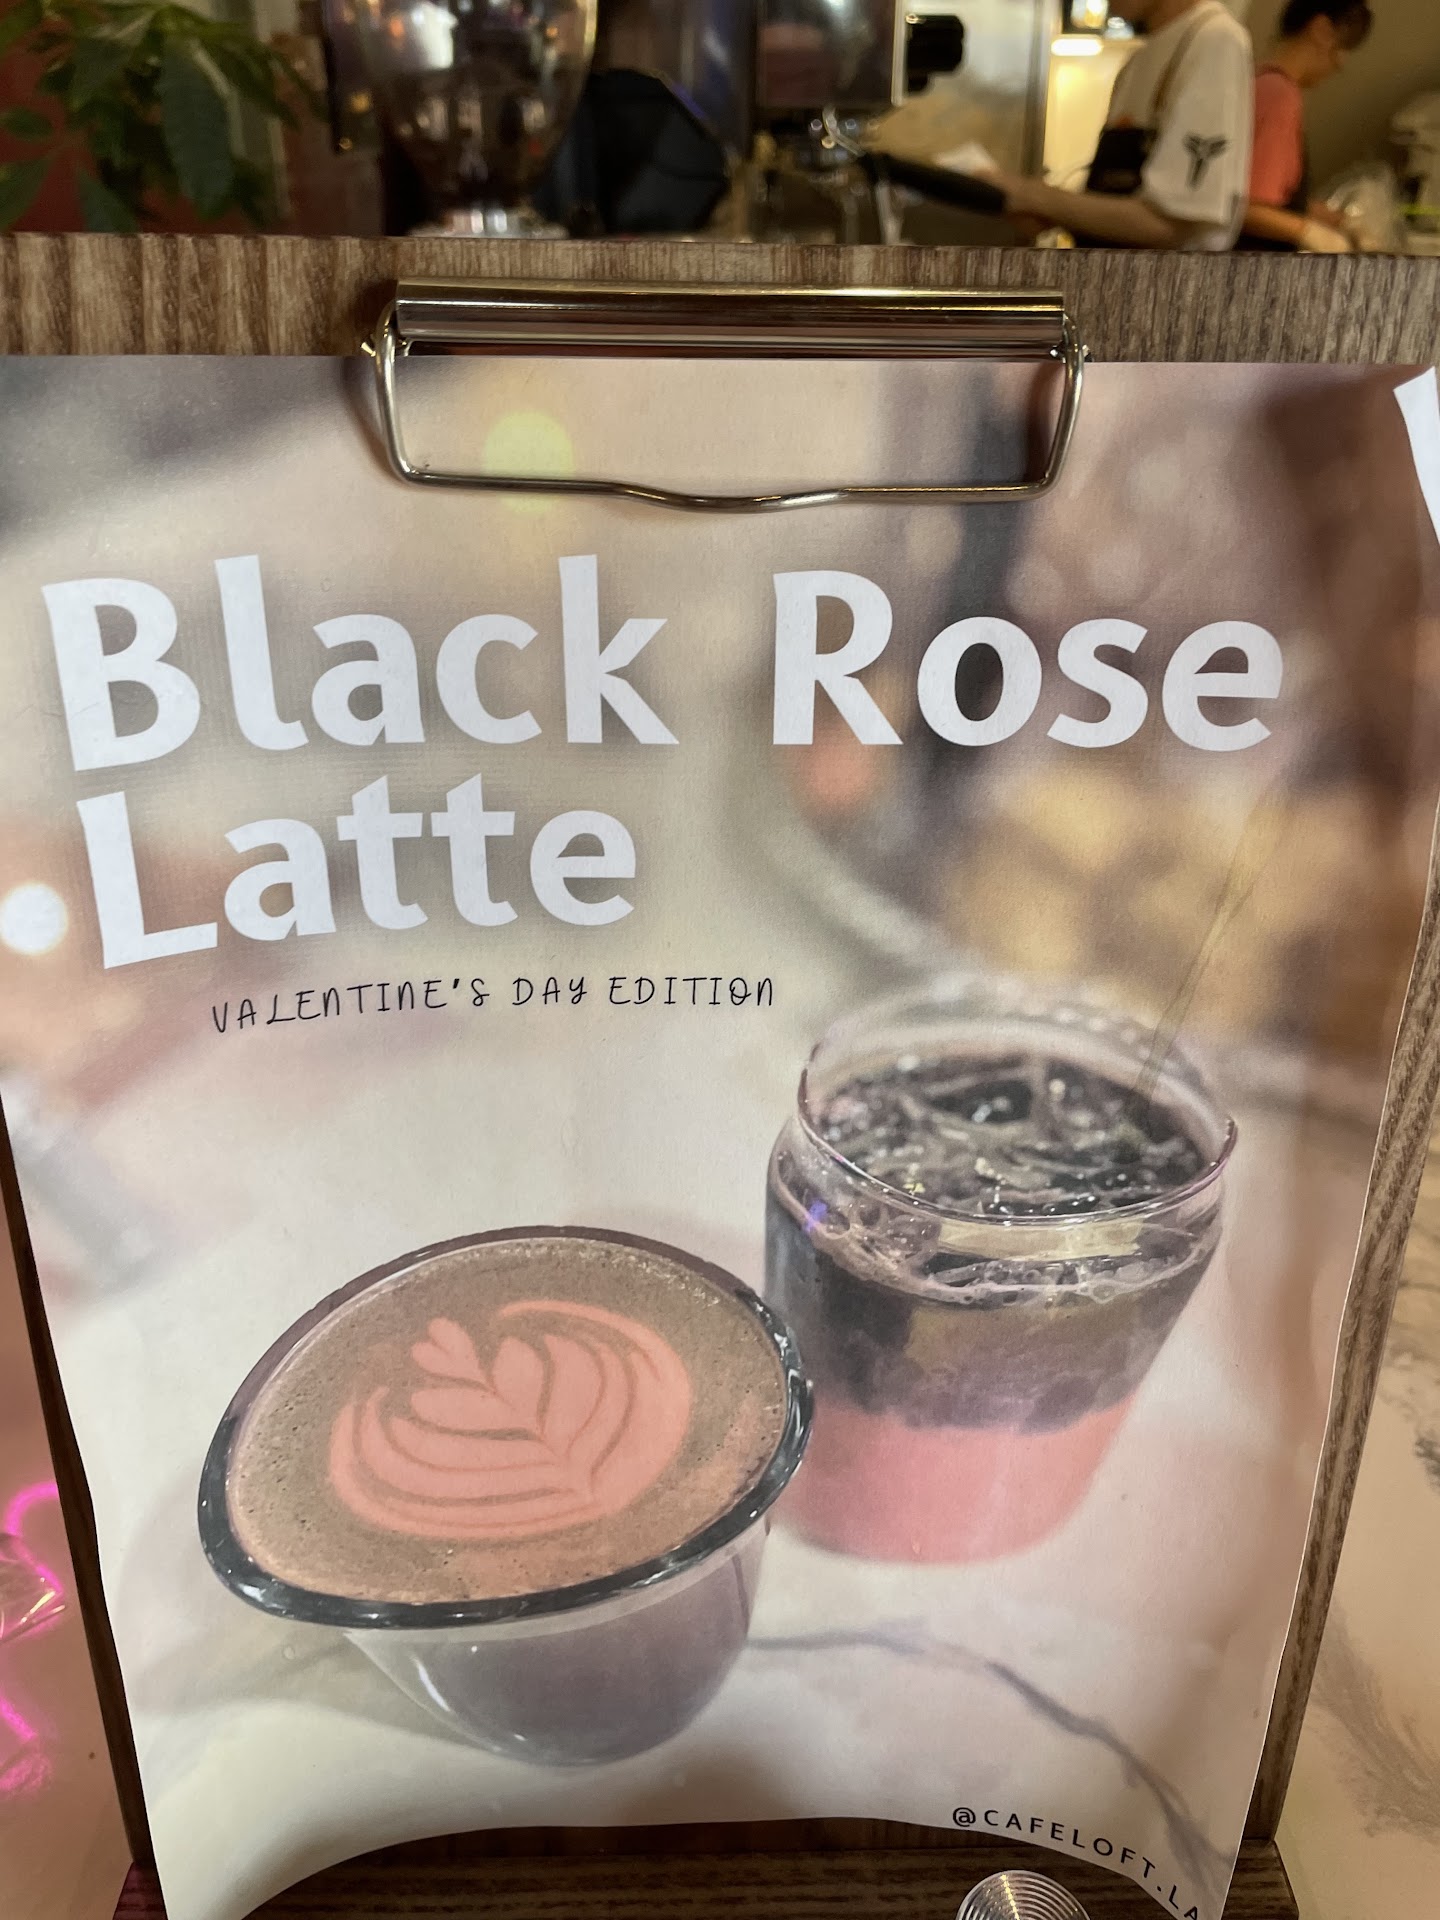 Black Rose
Latte
VALENTINE'S DAY EDITION
@CAFELOFT.LA